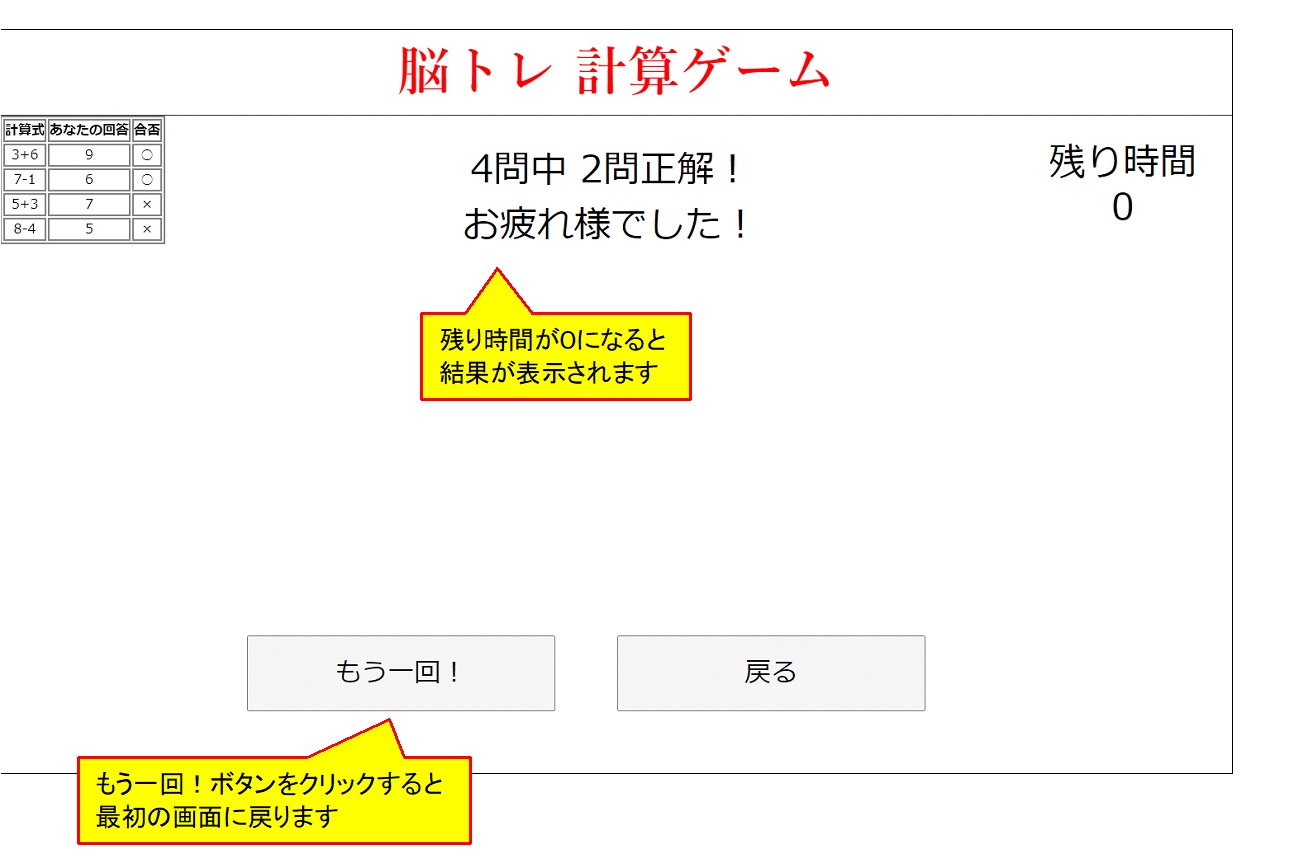 脳トレ 計算ゲーム
計算式 あなたの回答 合否
3+6 9 ○
7-1 6 ○
5+3 7 ×
8-4 5 ×
4問中 2問正解！
お疲れ様でした！
残り時間
0
残り時間が0になると
結果が表示されます
もう一回！
戻る
もう一回！ボタンをクリックすると
最初の画面に戻ります